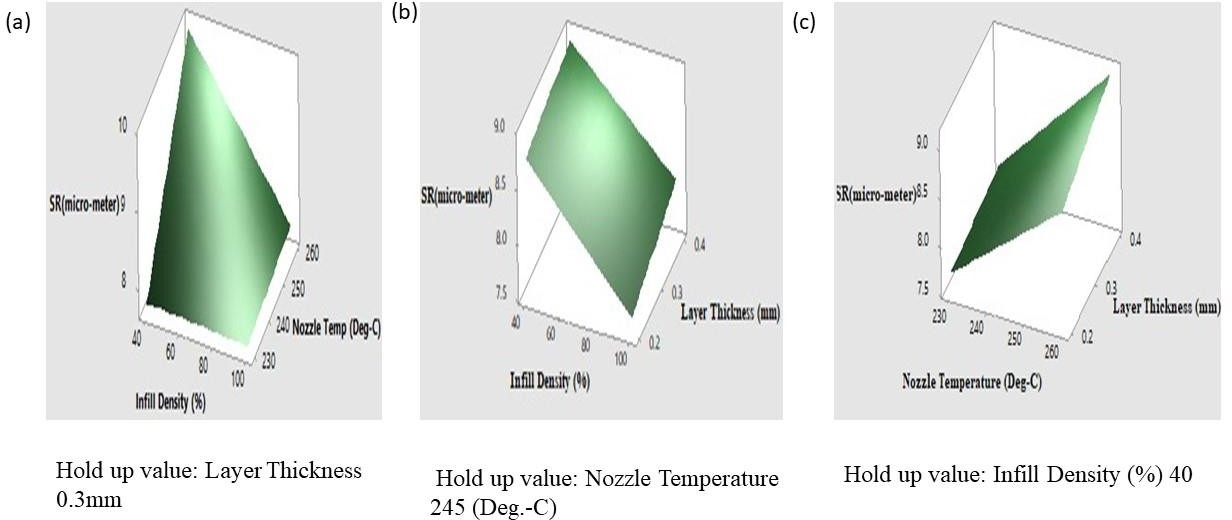 (a)
10
SR(micro-meter) 9
8
40
60
80
100
230
240
250
260
Nozzle Temp (Deg-C)
Infill Density (%)
Hold up value: Layer Thickness
0.3mm
(b)
9.0
SR(micro-meter) 8.5
8.0
7.5
40
60
80
100
0.2
0.3
0.4
Layer Thickness (mm)
Infill Density (%)
Hold up value: Nozzle Temperature
245 (Deg.-C)
(c)
9.0
SR(micro-meter) 8.5
8.0
7.5
230
240
250
260
0.2
0.3
0.4
Layer Thickness (mm)
Nozzle Temperature (Deg-C)
Hold up value: Infill Density (%) 40